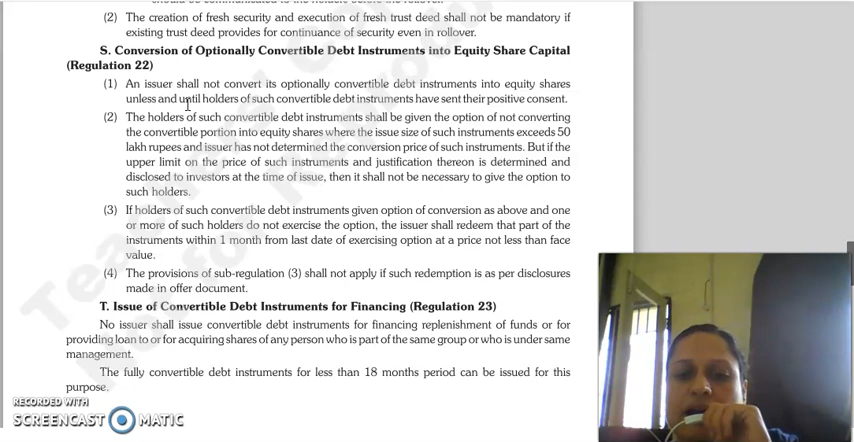 should be communicated to the holders before the rollover.
(2) The creation of fresh security and execution of fresh trust deed shall not be mandatory if
existing trust deed provides for continuance of security even in rollover.
S. Conversion of Optionally Convertible Debt Instruments into Equity Share Capital
(Regulation 22)
(1) An issuer shall not convert its optionally convertible debt instruments into equity shares
unless and until holders of such convertible debt instruments have sent their positive consent.
(2) The holders of such convertible debt instruments shall be given the option of not converting
the convertible portion into equity shares where the issue size of such instruments exceeds 50
lakh rupees and issuer has not determined the conversion price of such instruments. But if the
upper limit on the price of such instruments and justification thereon is determined and
disclosed to investors at the time of issue, then it shall not be necessary to give the option to
such holders.
(3) If holders of such convertible debt instruments given option of conversion as above and one
or more of such holders do not exercise the option, the issuer shall redeem that part of the
instruments within 1 month from last date of exercising option at a price not less than face
value.
(4) The provisions of sub-regulation (3) shall not apply if such redemption is as per disclosures
made in offer document.
T. Issue of Convertible Debt Instruments for Financing (Regulation 23)
No issuer shall issue convertible debt instruments for financing replenishment of funds or for
providing loan to or for acquiring shares of any person who is part of the same group or who is under same
management.
The fully convertible debt instruments for less than 18 months period can be issued for this
purpose.
RECORDED WITH
SCREENCAST MATIC